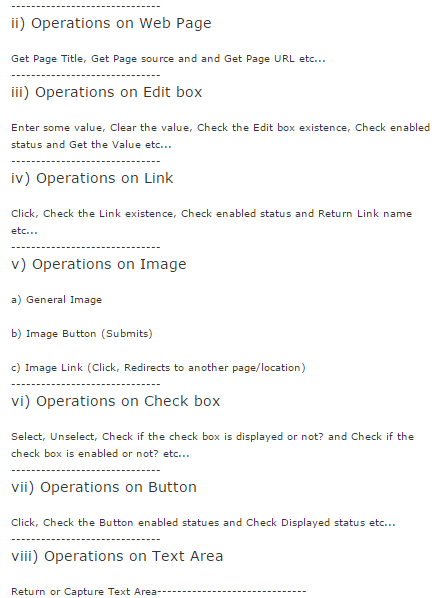 ------------------------------
ii) Operations on Web Page
Get Page Title, Get Page source and and Get Page URL etc...
------------------------------
iii) Operations on Edit box
Enter some value, Clear the value, Check the Edit box existence, Check enabled
status and Get the Value etc...
------------------------------
iv) Operations on Link
Click, Check the Link existence, Check enabled status and Return Link name
etc...
------------------------------
v) Operations on Image
a) General Image
b) Image Button (Submits)
c) Image Link (Click, Redirects to another page/location)
------------------------------
vi) Operations on Check box
Select, Unselect, Check if the check box is displayed or not? and Check if the
check box is enabled or not? etc...
------------------------------
vii) Operations on Button
Click, Check the Button enabled statues and Check Displayed status etc...
------------------------------
viii) Operations on Text Area
Return or Capture Text Area------------------------------